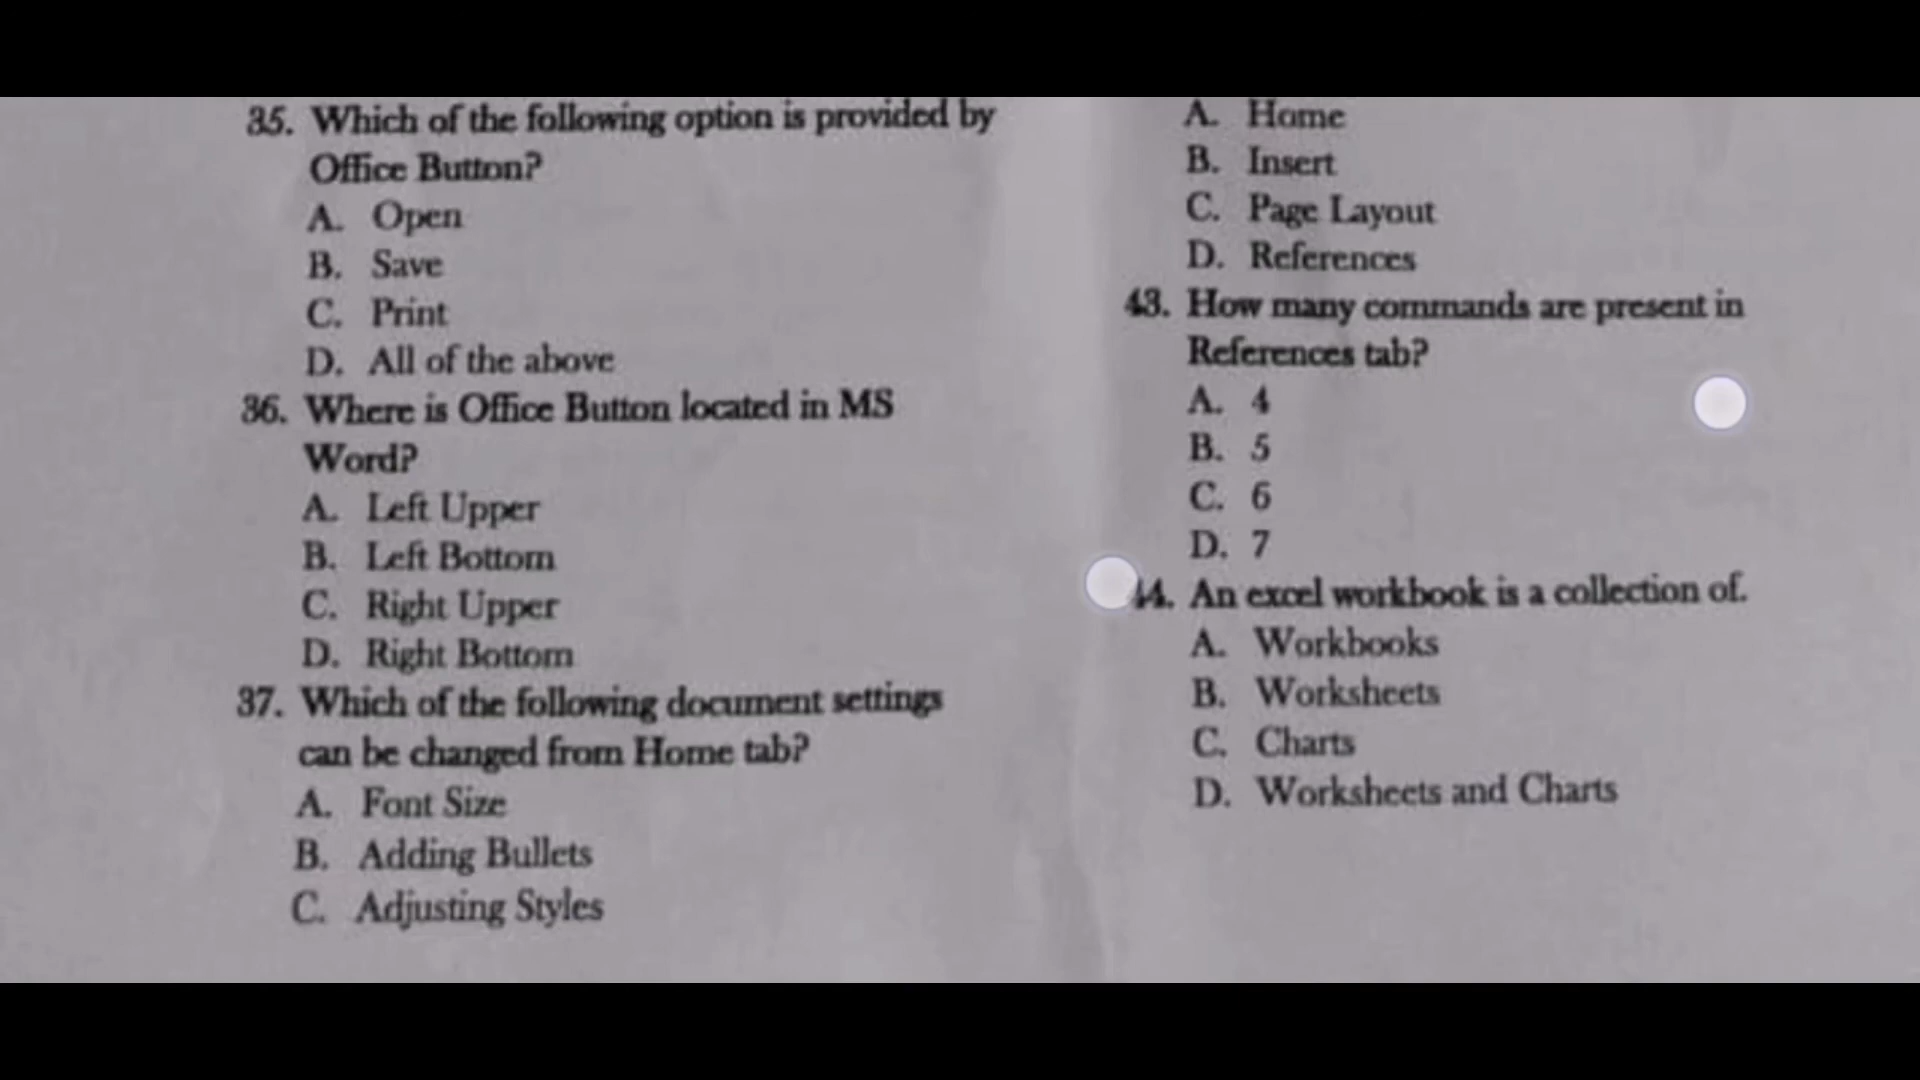 35. Which of the following option is provided by
Office Button?
A. Open
B. Save
C. Print
D. All of the above
36. Where is Office Button located in MS
Word?
A. Left Upper
B. Left Bottom
C. Right Upper
D. Right Bottom
37. Which of the following document settings
can be changed from Home tab?
A. Font Size
B. Adding Bullets
C. Adjusting Styles
A. Home
B. Insert
C. Page Layout
D. References
43. How many commands are present in
References tab?
A. 4
B. 5
C. 6
D. 7
44. An excel workbook is a collection of.
A. Workbooks
B. Worksheets
C. Charts
D. Worksheets and Charts